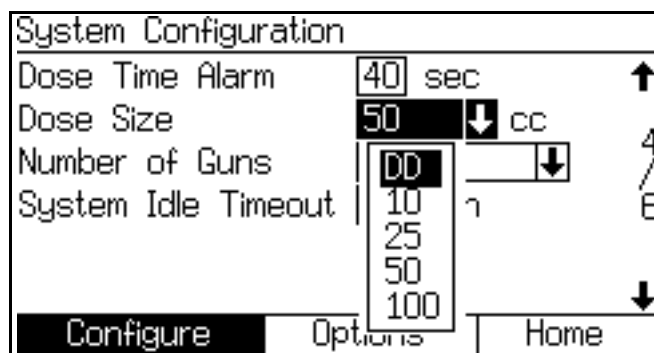 System Configuration
Dose Time Alarm 40 sec
Dose Size 50 cc
Number of Guns
System Idle Timeout
DD
10
25
50
100
Configure Options Home